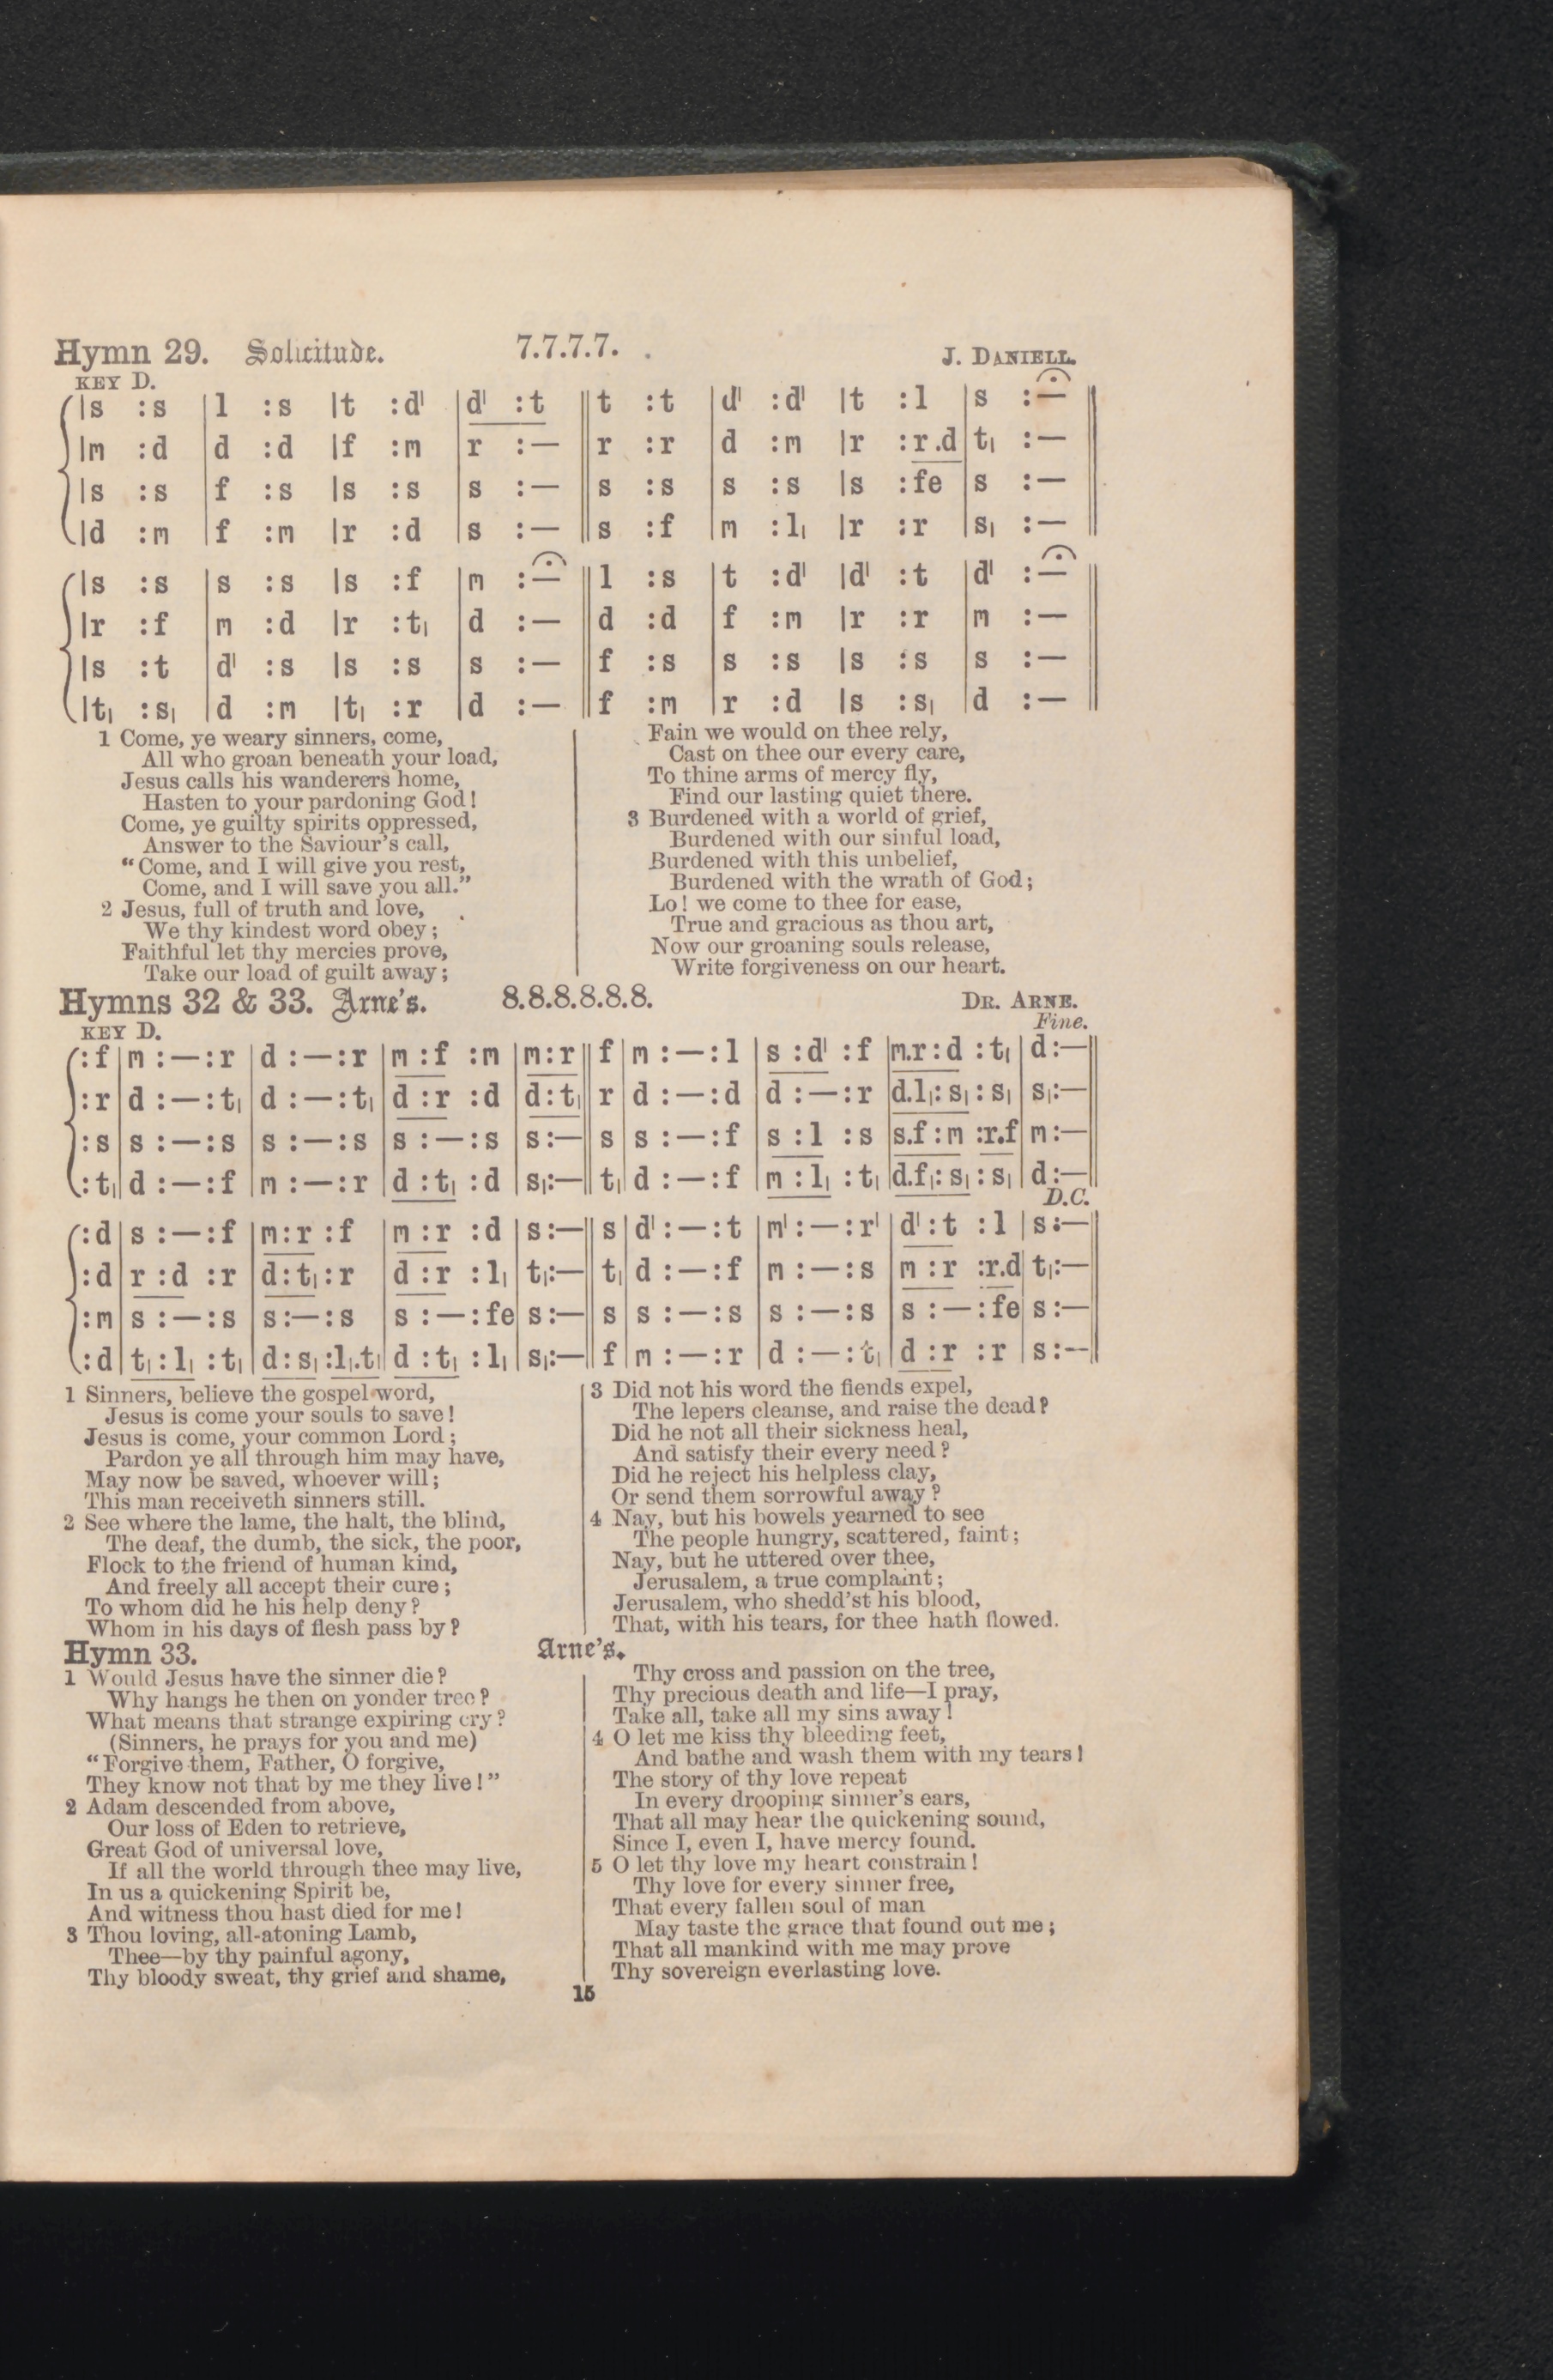 Hymn 29. Solicitude. 7.7.7.7. J. DANIELL.
KEY D.
|s :s |l :s |t :d' |d' :t ||t :t |d' :d' |t :l |s :— ||
|m :d |d :d |f :m |r :— ||r :r |d :m |r :r .d |t, :— ||
|s :s |f :s |s :s |s :— ||s :s |s :s |s :fe |s :— ||
|d :m |f :m |r :d |s :— ||s :f |m :l, |r :r |s, :— ||
|s :s |s :s |s :f |m :— ||l :s |t :d' |d' :t |d' :— ||
|r :f |m :d |r :t, |d :— ||d :d |f :m |r :r |m :— ||
|s :t |d' :s |s :s |s :— ||f :s |s :s |s :s |s :— ||
|t, :s, |d :m |t, :r |d :— ||f :m |r :d |s :s, |d :— ||
1 Come, ye weary sinners, come,
All who groan beneath your load,
Jesus calls his wanderers home,
Hasten to your pardoning God!
Come, ye guilty spirits oppressed,
Answer to the Saviour's call,
"Come, and I will give you rest,
Come, and I will save you all."
2 Jesus, full of truth and love,
We thy kindest word obey;
Faithful let thy mercies prove,
Take our load of guilt away;
Fain we would on thee rely,
Cast on thee our every care,
To thine arms of mercy fly,
Find our lasting quiet there.
3 Burdened with a world of grief,
Burdened with our sinful load,
Burdened with this unbelief,
Burdened with the wrath of God;
Lo! we come to thee for ease,
True and gracious as thou art,
Now our groaning souls release,
Write forgiveness on our heart.
Hymns 32 & 33. Arne's. 8.8.8.8.8.8. DR. ARNE.
KEY D. Fine.
:f |m :—:r |d :—:r |m :f :m |m:r ||f |m :—:l |s :d' :f |m.r:d :t, |d:— ||
:r |d :—:t, |d :—:t, |d :r :d |d:t, ||r |d :—:d |d :—:r |d.l,:s,:s, |s,:— ||
:s |s :—:s |s :—:s |s :—:s |s:— ||s |s :—:f |s :l :s |s.f:m :r.f |m:— ||
:t, |d :—:f |m :—:r |d :t, :d |s,:— ||t, |d :—:f |m :l, :t, |d.f,:s,:s, |d:— ||
D.C.
:d |s :—:f |m:r :f |m :r :d |s:— ||s |d' :—:t |m' :—:r' |d' :t :l |s:— ||
:d |r :d :r |d:t,:r |d :r :l, |t,:— ||t, |d :—:f |m :—:s |m :r :r.d |t,:— ||
:m |s :—:s |s:—:s |s :—:fe |s:— ||s |s :—:s |s :—:s |s :—:fe |s:— ||
:d |t,:l, :t, |d:s,:l,.t, |d :t, :l, |s,:— ||f |m :—:r |d :—:t, |d :r :r |s:— ||
1 Sinners, believe the gospel word,
Jesus is come your souls to save!
Jesus is come, your common Lord;
Pardon ye all through him may have,
May now be saved, whoever will;
This man receiveth sinners still.
2 See where the lame, the halt, the blind,
The deaf, the dumb, the sick, the poor,
Flock to the friend of human kind,
And freely all accept their cure;
To whom did he his help deny?
Whom in his days of flesh pass by?
3 Did not his word the fiends expel,
The lepers cleanse, and raise the dead?
Did he not all their sickness heal,
And satisfy their every need?
Did he reject his helpless clay,
Or send them sorrowful away?
4 Nay, but his bowels yearned to see
The people hungry, scattered, faint;
Nay, but he uttered over thee,
Jerusalem, a true complaint;
Jerusalem, who shedd'st his blood,
That, with his tears, for thee hath flowed.
Hymn 33. Arne's.
1 Would Jesus have the sinner die?
Why hangs he then on yonder tree?
What means that strange expiring cry?
(Sinners, he prays for you and me)
"Forgive them, Father, O forgive,
They know not that by me they live!"
2 Adam descended from above,
Our loss of Eden to retrieve,
Great God of universal love,
If all the world through thee may live,
In us a quickening Spirit be,
And witness thou hast died for me!
3 Thou loving, all-atoning Lamb,
Thee—by thy painful agony,
Thy bloody sweat, thy grief and shame,
Thy cross and passion on the tree,
Thy precious death and life—I pray,
Take all, take all my sins away!
4 O let me kiss thy bleeding feet,
And bathe and wash them with my tears!
The story of thy love repeat
In every drooping sinner's ears,
That all may hear the quickening sound,
Since I, even I, have mercy found.
5 O let thy love my heart constrain!
Thy love for every sinner free,
That every fallen soul of man
May taste the grace that found out me;
That all mankind with me may prove
Thy sovereign everlasting love.
15